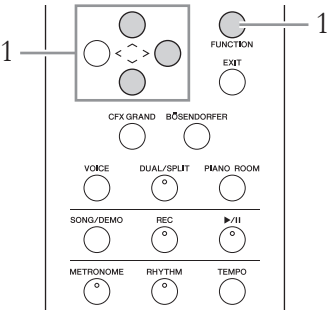 1
1
< >
FUNCTION
EXIT
CFX GRAND BÖSENDORFER
VOICE DUAL/SPLIT PIANO ROOM
SONG/DEMO REC ▶/II
METRONOME RHYTHM TEMPO